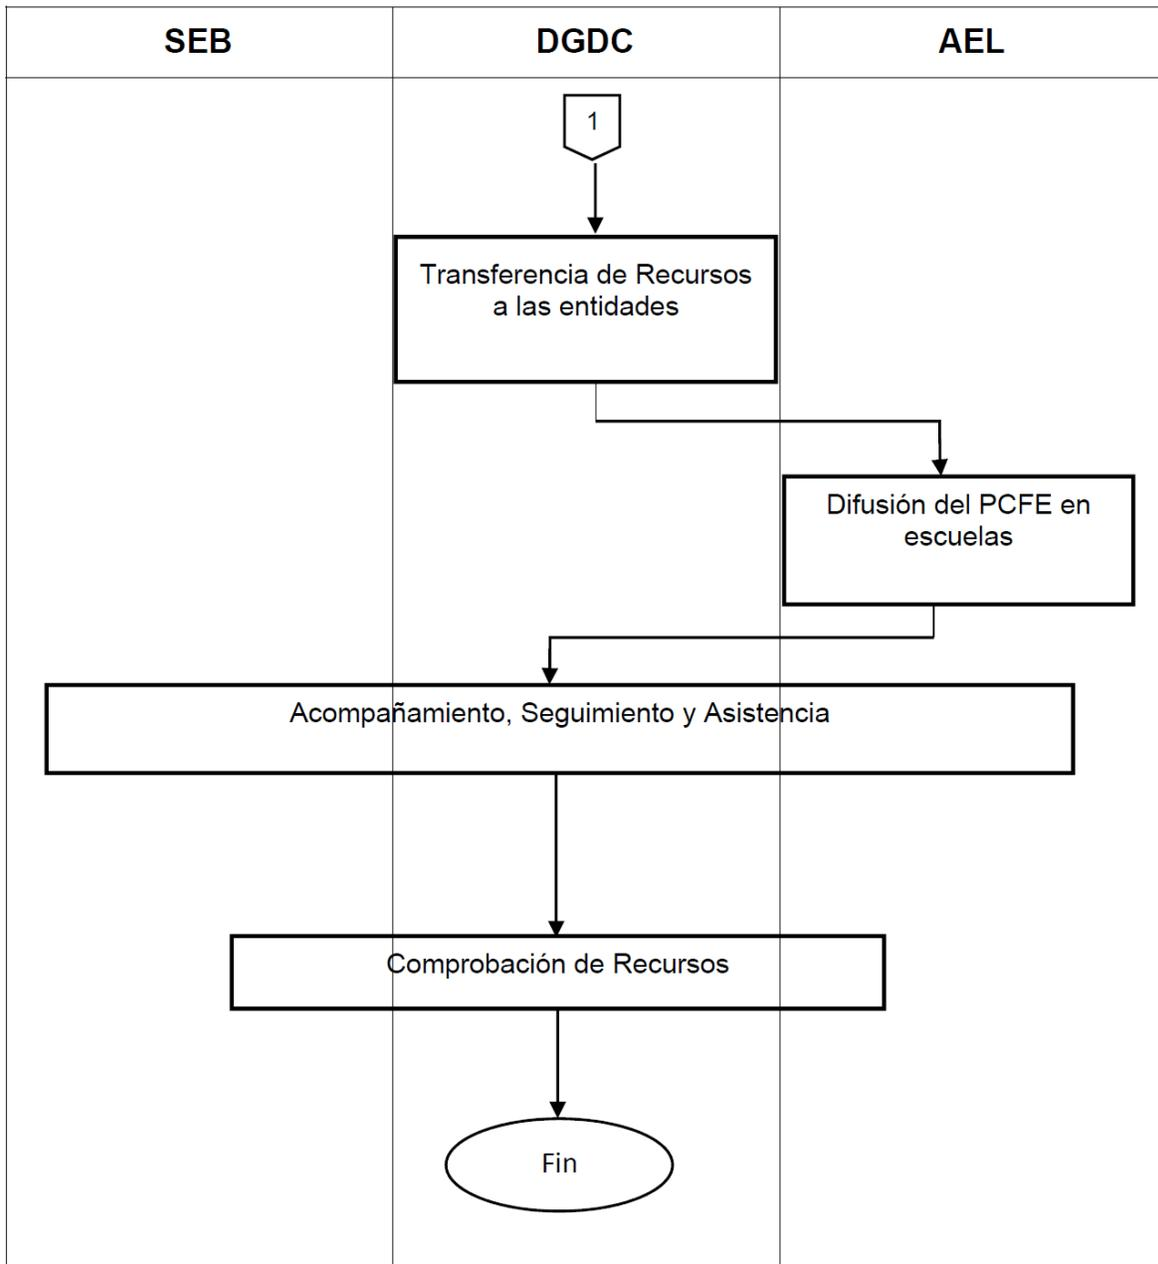 SEB
DGDC
AEL
1
Transferencia de Recursos
a las entidades
Difusión del PCFE en
escuelas
Acompañamiento, Seguimiento y Asistencia
Comprobación de Recursos
Fin